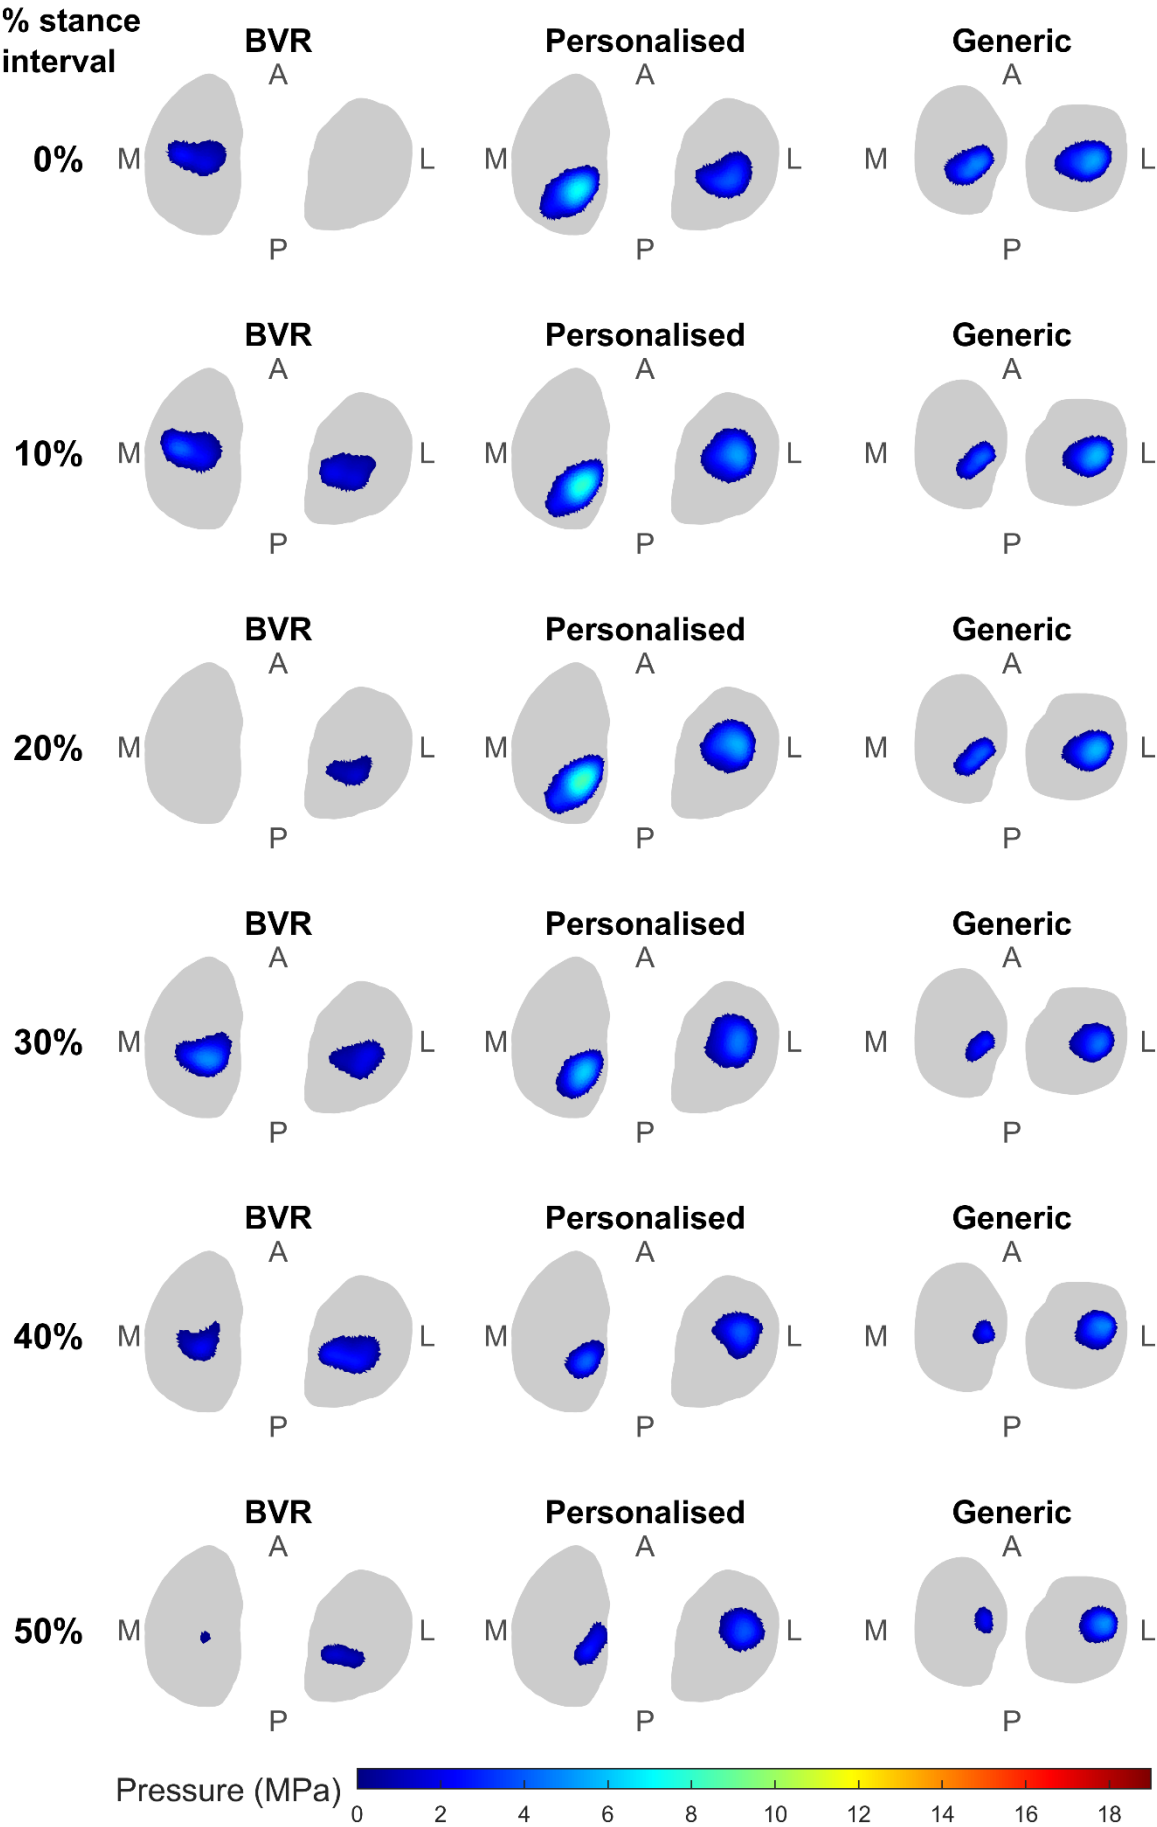 % stance
interval
BVR Personalised Generic
A A A
0% M L M L M L
P P P
BVR Personalised Generic
A A A
10% M L M L M L
P P P
BVR Personalised Generic
A A A
20% M L M L M L
P P P
BVR Personalised Generic
A A A
30% M L M L M L
P P P
BVR Personalised Generic
A A A
40% M L M L M L
P P P
BVR Personalised Generic
A A A
50% M L M L M L
P P P
Pressure (MPa)
0 2 4 6 8 10 12 14 16 18